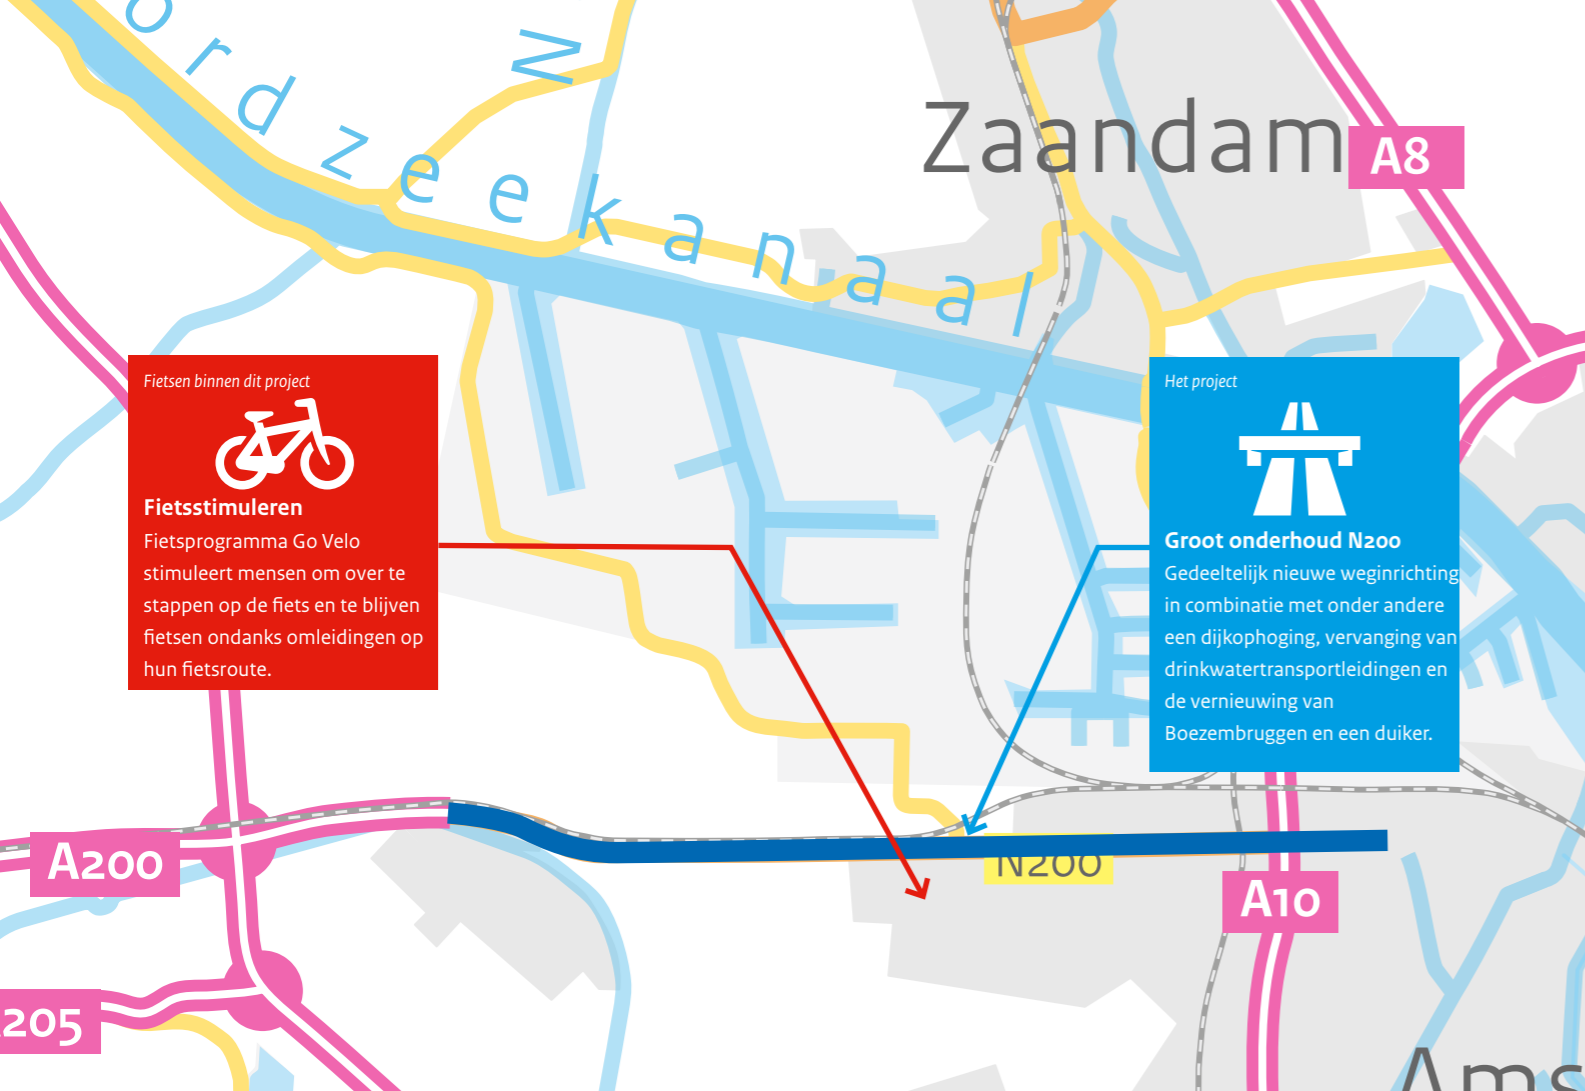 Noordzeekanaal
Zaandam
A8
Fietsen binnen dit project
Fietsstimuleren
Fietsprogramma Go Velo
stimuleert mensen om over te
stappen op de fiets en te blijven
fietsen ondanks omleidingen op
hun fietsroute.
Het project
Groot onderhoud N200
Gedeeltelijk nieuwe weginrichting
in combinatie met onder andere
een dijkophoging, vervanging van
drinkwatertransportleidingen en
de vernieuwing van
Boezembruggen en een duiker.
A200
N200
A10
205
Ams